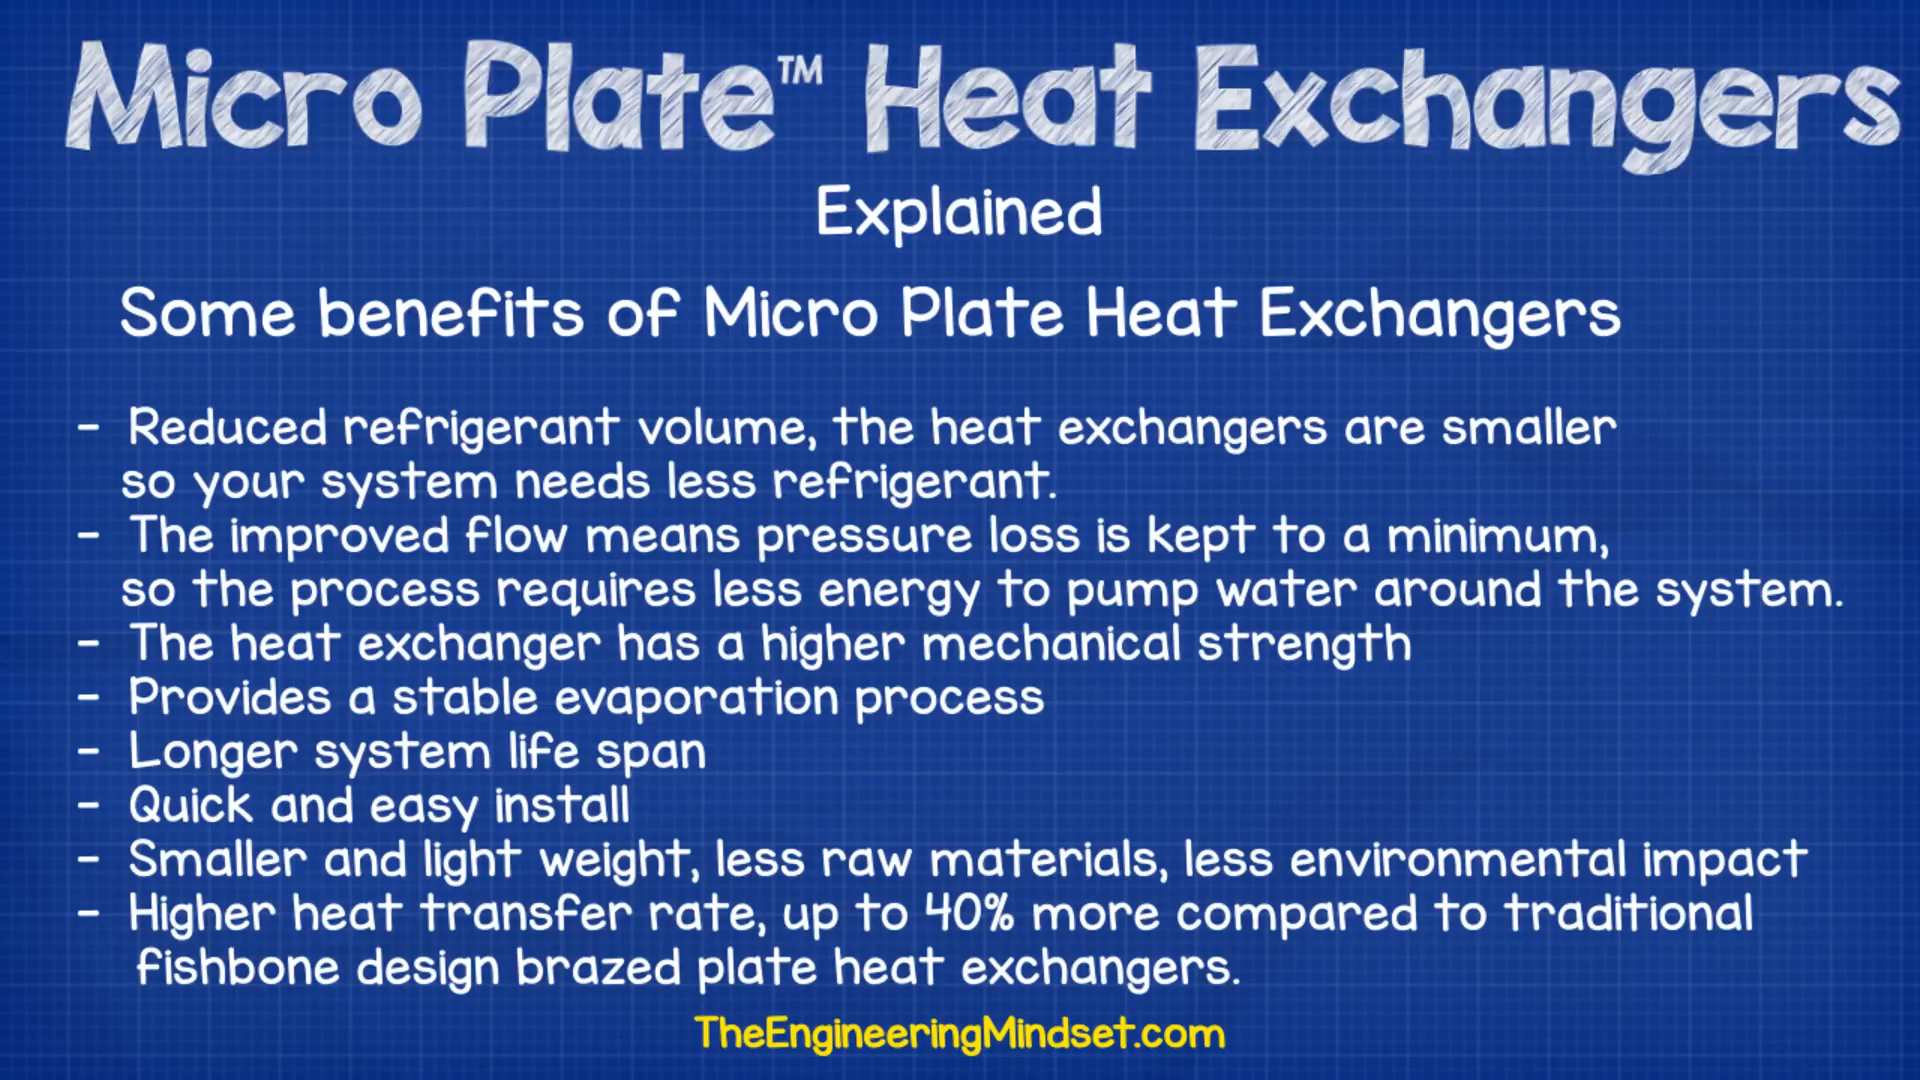 Micro Plate™ Heat Exchangers
Explained
Some benefits of Micro Plate Heat Exchangers
- Reduced refrigerant volume, the heat exchangers are smaller
so your system needs less refrigerant.
- The improved flow means pressure loss is kept to a minimum,
so the process requires less energy to pump water around the system.
- The heat exchanger has a higher mechanical strength
- Provides a stable evaporation process
- Longer system life span
- Quick and easy install
- Smaller and light weight, less raw materials, less environmental impact
- Higher heat transfer rate, up to 40% more compared to traditional
fishbone design brazed plate heat exchangers.
TheEngineeringMindset.com